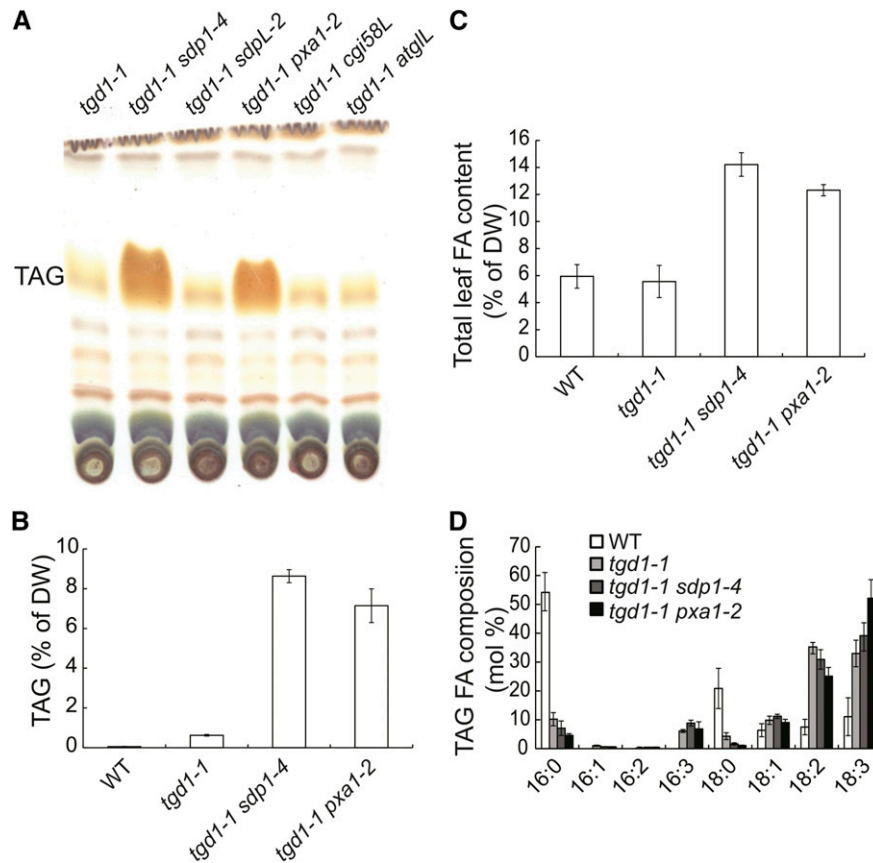 A
tgd1-1
tgd1-1 sdp1-4
tgd1-1 sdpL-2
tgd1-1 pxa1-2
tgd1-1 cgi58L
tgd1-1 atglL
TAG
B
TAG (% of DW)
10
8
6
4
2
0
WT
tgd1-1
tgd1-1 sdp1-4
tgd1-1 pxa1-2
C
Total leaf FA content
(% of DW)
16
14
12
10
8
6
4
2
0
WT
tgd1-1
tgd1-1 sdp1-4
tgd1-1 pxa1-2
D
TAG FA composiion
(mol %)
70
60
50
40
30
20
10
0
WT
tgd1-1
tgd1-1 sdp1-4
tgd1-1 pxa1-2
16:0
16:1
16:2
16:3
18:0
18:1
18:2
18:3